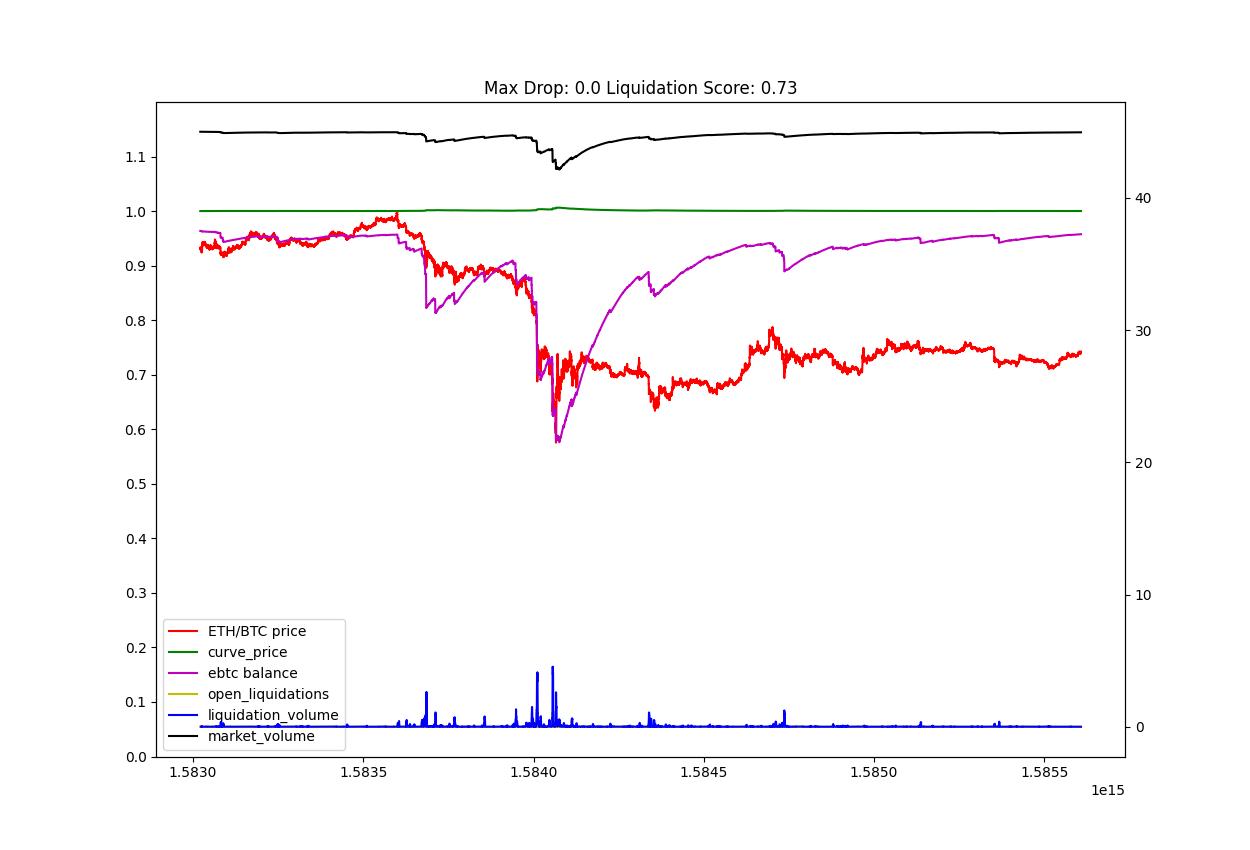 Max Drop: 0.0 Liquidation Score: 0.73
1.1
1.0
0.9
0.8
0.7
0.6
0.5
0.4
0.3
0.2
0.1
0.0
40
30
20
10
0
ETH/BTC price
curve_price
ebtc balance
open_liquidations
liquidation_volume
market_volume
1.5830 1.5835 1.5840 1.5845 1.5850 1.5855
1e15